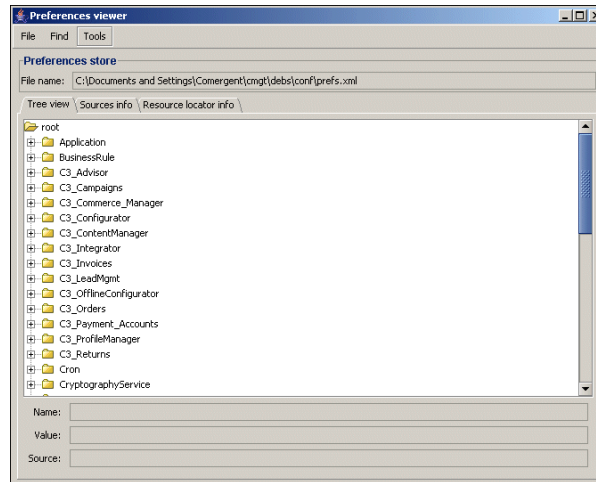 Preferences viewer
File Find Tools
Preferences store
File name: C:\Documents and Settings\Comergent\cmgt\debs\conf\prefs.xml
Tree view Sources info Resource locator info
root
Application
BusinessRule
C3_Advisor
C3_Campaigns
C3_Commerce_Manager
C3_Configurator
C3_ContentManager
C3_Integrator
C3_Invoices
C3_LeadMgmt
C3_OfflineConfigurator
C3_Orders
C3_Payment_Accounts
C3_ProfileManager
C3_Returns
Cron
CryptographyService
Name:
Value:
Source: